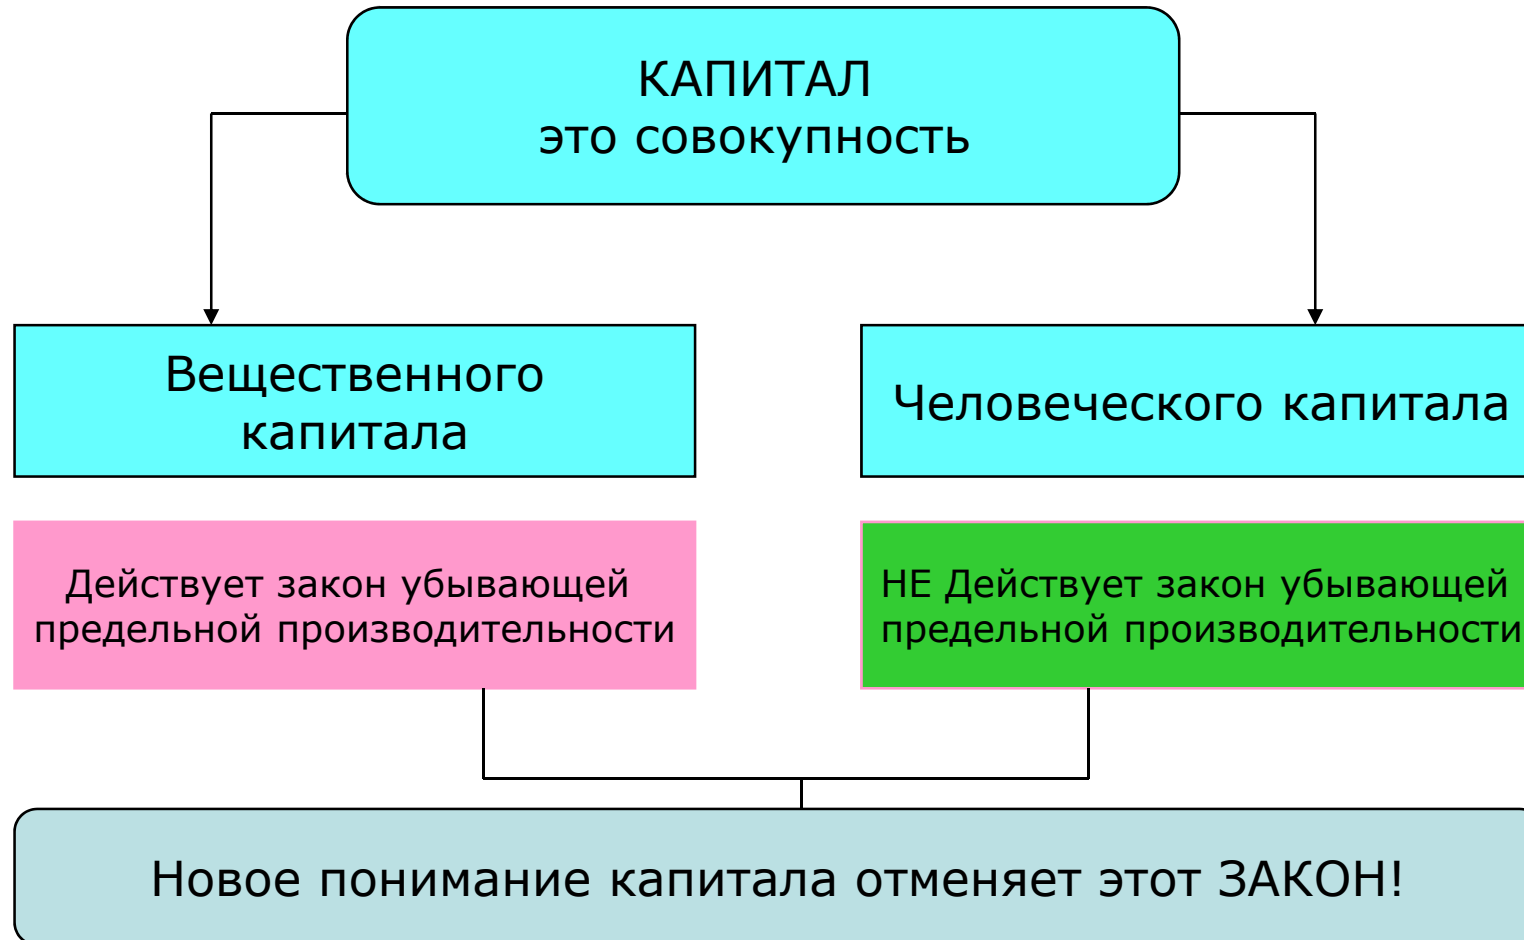 КАПИТАЛ
это совокупность
Вещественного
капитала
Человеческого капитала
Действует закон убывающей
предельной производительности
НЕ Действует закон убывающей
предельной производительности
Новое понимание капитала отменяет этот ЗАКОН!